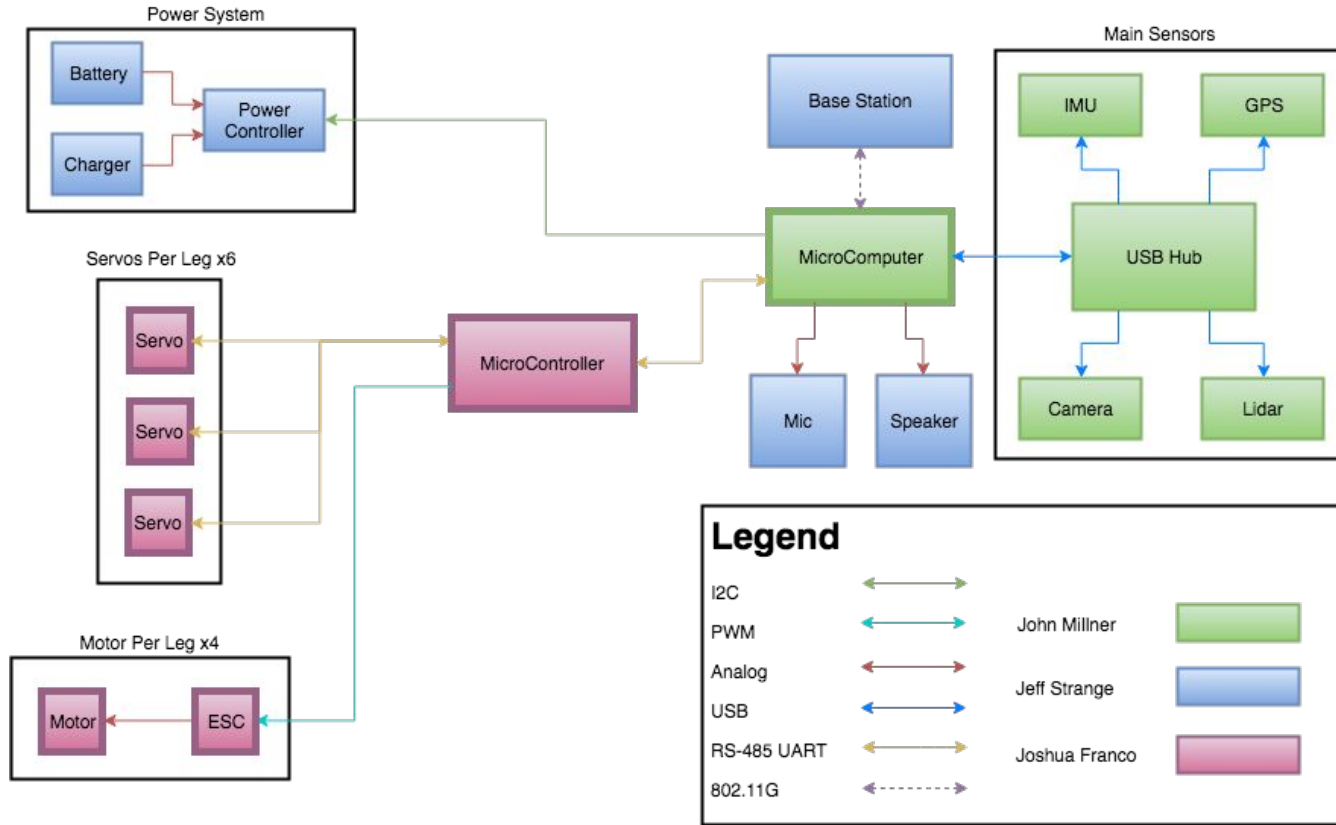 Power System
Battery
Power
Controller
Charger
Base Station
Main Sensors
IMU
GPS
USB Hub
Camera
Lidar
MicroComputer
Mic
Speaker
Servos Per Leg x6
Servo
Servo
Servo
MicroController
Motor Per Leg x4
Motor
ESC
Legend
I2C
PWM
Analog
USB
RS-485 UART
802.11G
John Millner
Jeff Strange
Joshua Franco